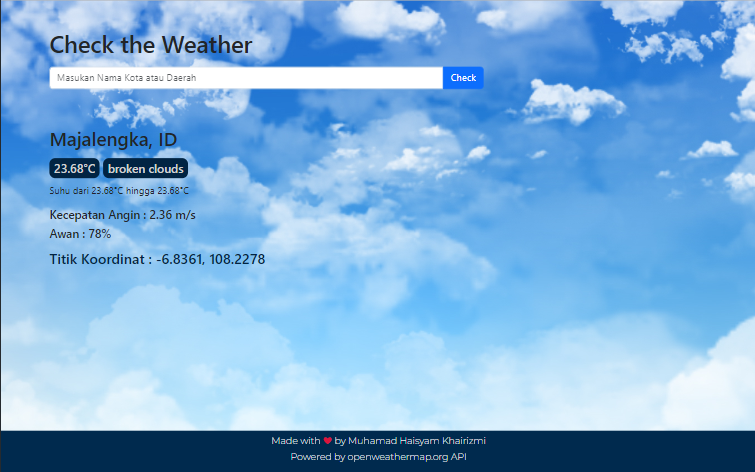 Check the Weather
Masukan Nama Kota atau Daerah
Check
Majalengka, ID
23.68°C broken clouds
Suhu dari 23.68°C hingga 23.68°C
Kecepatan Angin : 2.36 m/s
Awan : 78%
Titik Koordinat : -6.8361, 108.2278
Made with ❤ by Muhamad Haisyam Khairizmi
Powered by openweathermap.org API